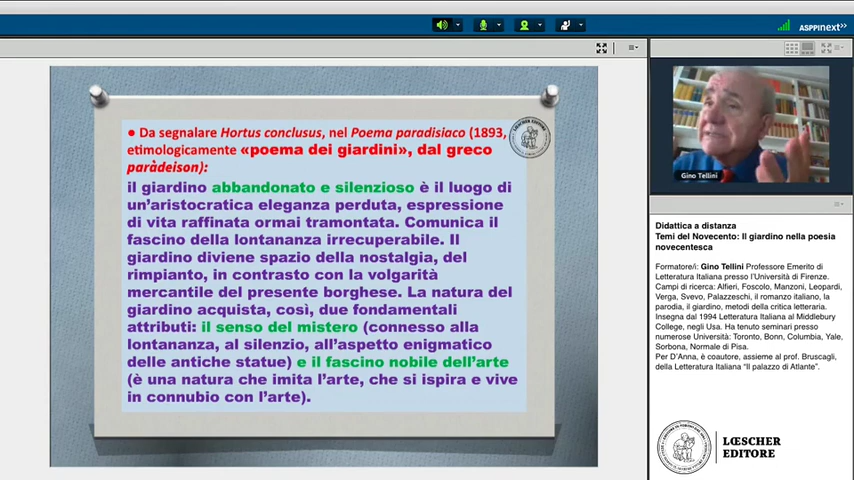 ASPPINEXT»
● Da segnalare Hortus conclusus, nel Poema paradisiaco (1893,
etimologicamente «poema dei giardini», dal greco
paràdeison):
il giardino abbandonato e silenzioso è il luogo di
un'aristocratica eleganza perduta, espressione
di vita raffinata ormai tramontata. Comunica il
fascino della lontananza irrecuperabile. Il
giardino diviene spazio della nostalgia, del
rimpianto, in contrasto con la volgarità
mercantile del presente borghese. La natura del
giardino acquista, così, due fondamentali
attributi: il senso del mistero (connesso alla
lontananza, al silenzio, all'aspetto enigmatico
delle antiche statue) e il fascino nobile dell'arte
(è una natura che imita l'arte, che si ispira e vive
in connubio con l'arte).
Gino Tellini
Didattica a distanza
Temi del Novecento: Il giardino nella poesia
novecentesca
Formatore/i: Gino Tellini Professore Emerito di
Letteratura Italiana presso l'Università di Firenze.
Campi di ricerca: Alfieri, Foscolo, Manzoni, Leopardi,
Verga, Svevo, Palazzeschi, il romanzo italiano, la
parodia, il giardino, metodi della critica letteraria.
Insegna dal 1994 Letteratura Italiana al Middlebury
College, negli Usa. Ha tenuto seminari presso
numerose Università: Toronto, Bonn, Columbia, Yale,
Sorbona, Normale di Pisa.
Per D'Anna, è coautore, assieme al prof. Bruscagli,
della Letteratura Italiana "Il palazzo di Atlante".
LŒSCHER
EDITORE